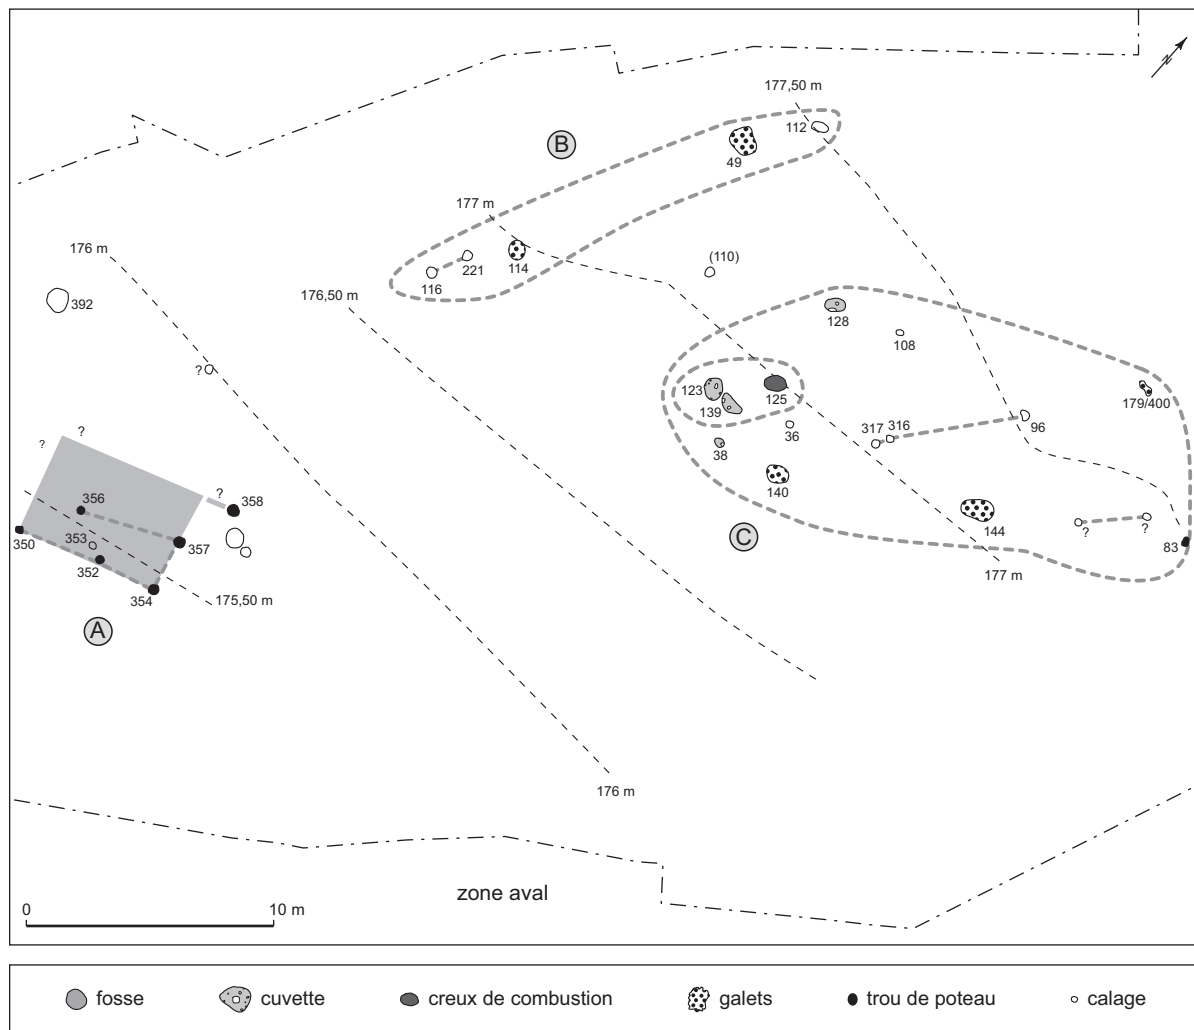 N
177,50 m
112
B
49
177 m
176 m
221
114
116
(110)
392
176,50 m
128
108
?
123
125
179/400
139
317 316
96
36
38
?
?
140
?
358
356
144
350
353
357
C
?
?
83
352
354
175,50 m
177 m
A
176 m
zone aval
0 10 m
fosse cuvette creux de combustion galets trou de poteau calage